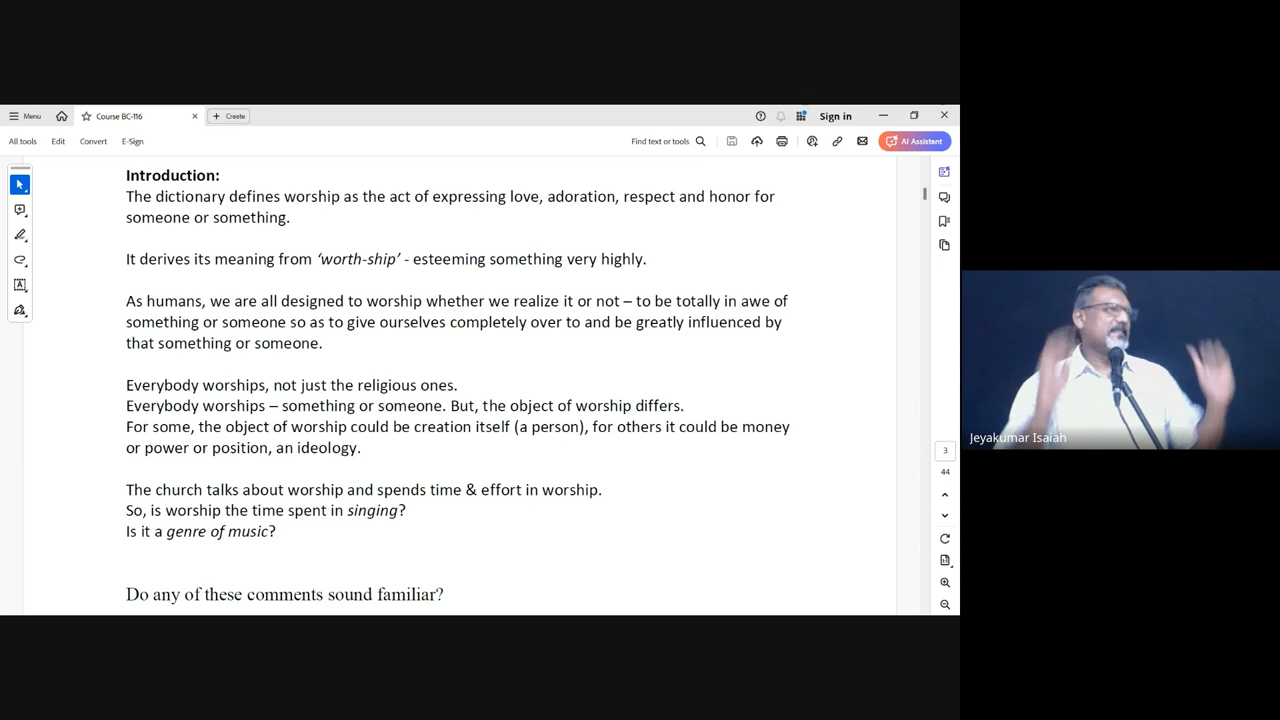 Menu
Course BC-116
Create
Sign in
All tools
Edit
Convert
E-Sign
Find text or tools
AI Assistant
Introduction:
The dictionary defines worship as the act of expressing love, adoration, respect and honor for
someone or something.
It derives its meaning from ‘worth-ship’ - esteeming something very highly.
As humans, we are all designed to worship whether we realize it or not – to be totally in awe of
something or someone so as to give ourselves completely over to and be greatly influenced by
that something or someone.
Everybody worships, not just the religious ones.
Everybody worships – something or someone. But, the object of worship differs.
For some, the object of worship could be creation itself (a person), for others it could be money
or power or position, an ideology.
The church talks about worship and spends time & effort in worship.
So, is worship the time spent in singing?
Is it a genre of music?
Do any of these comments sound familiar?
3
44
Jeyakumar Isaiah